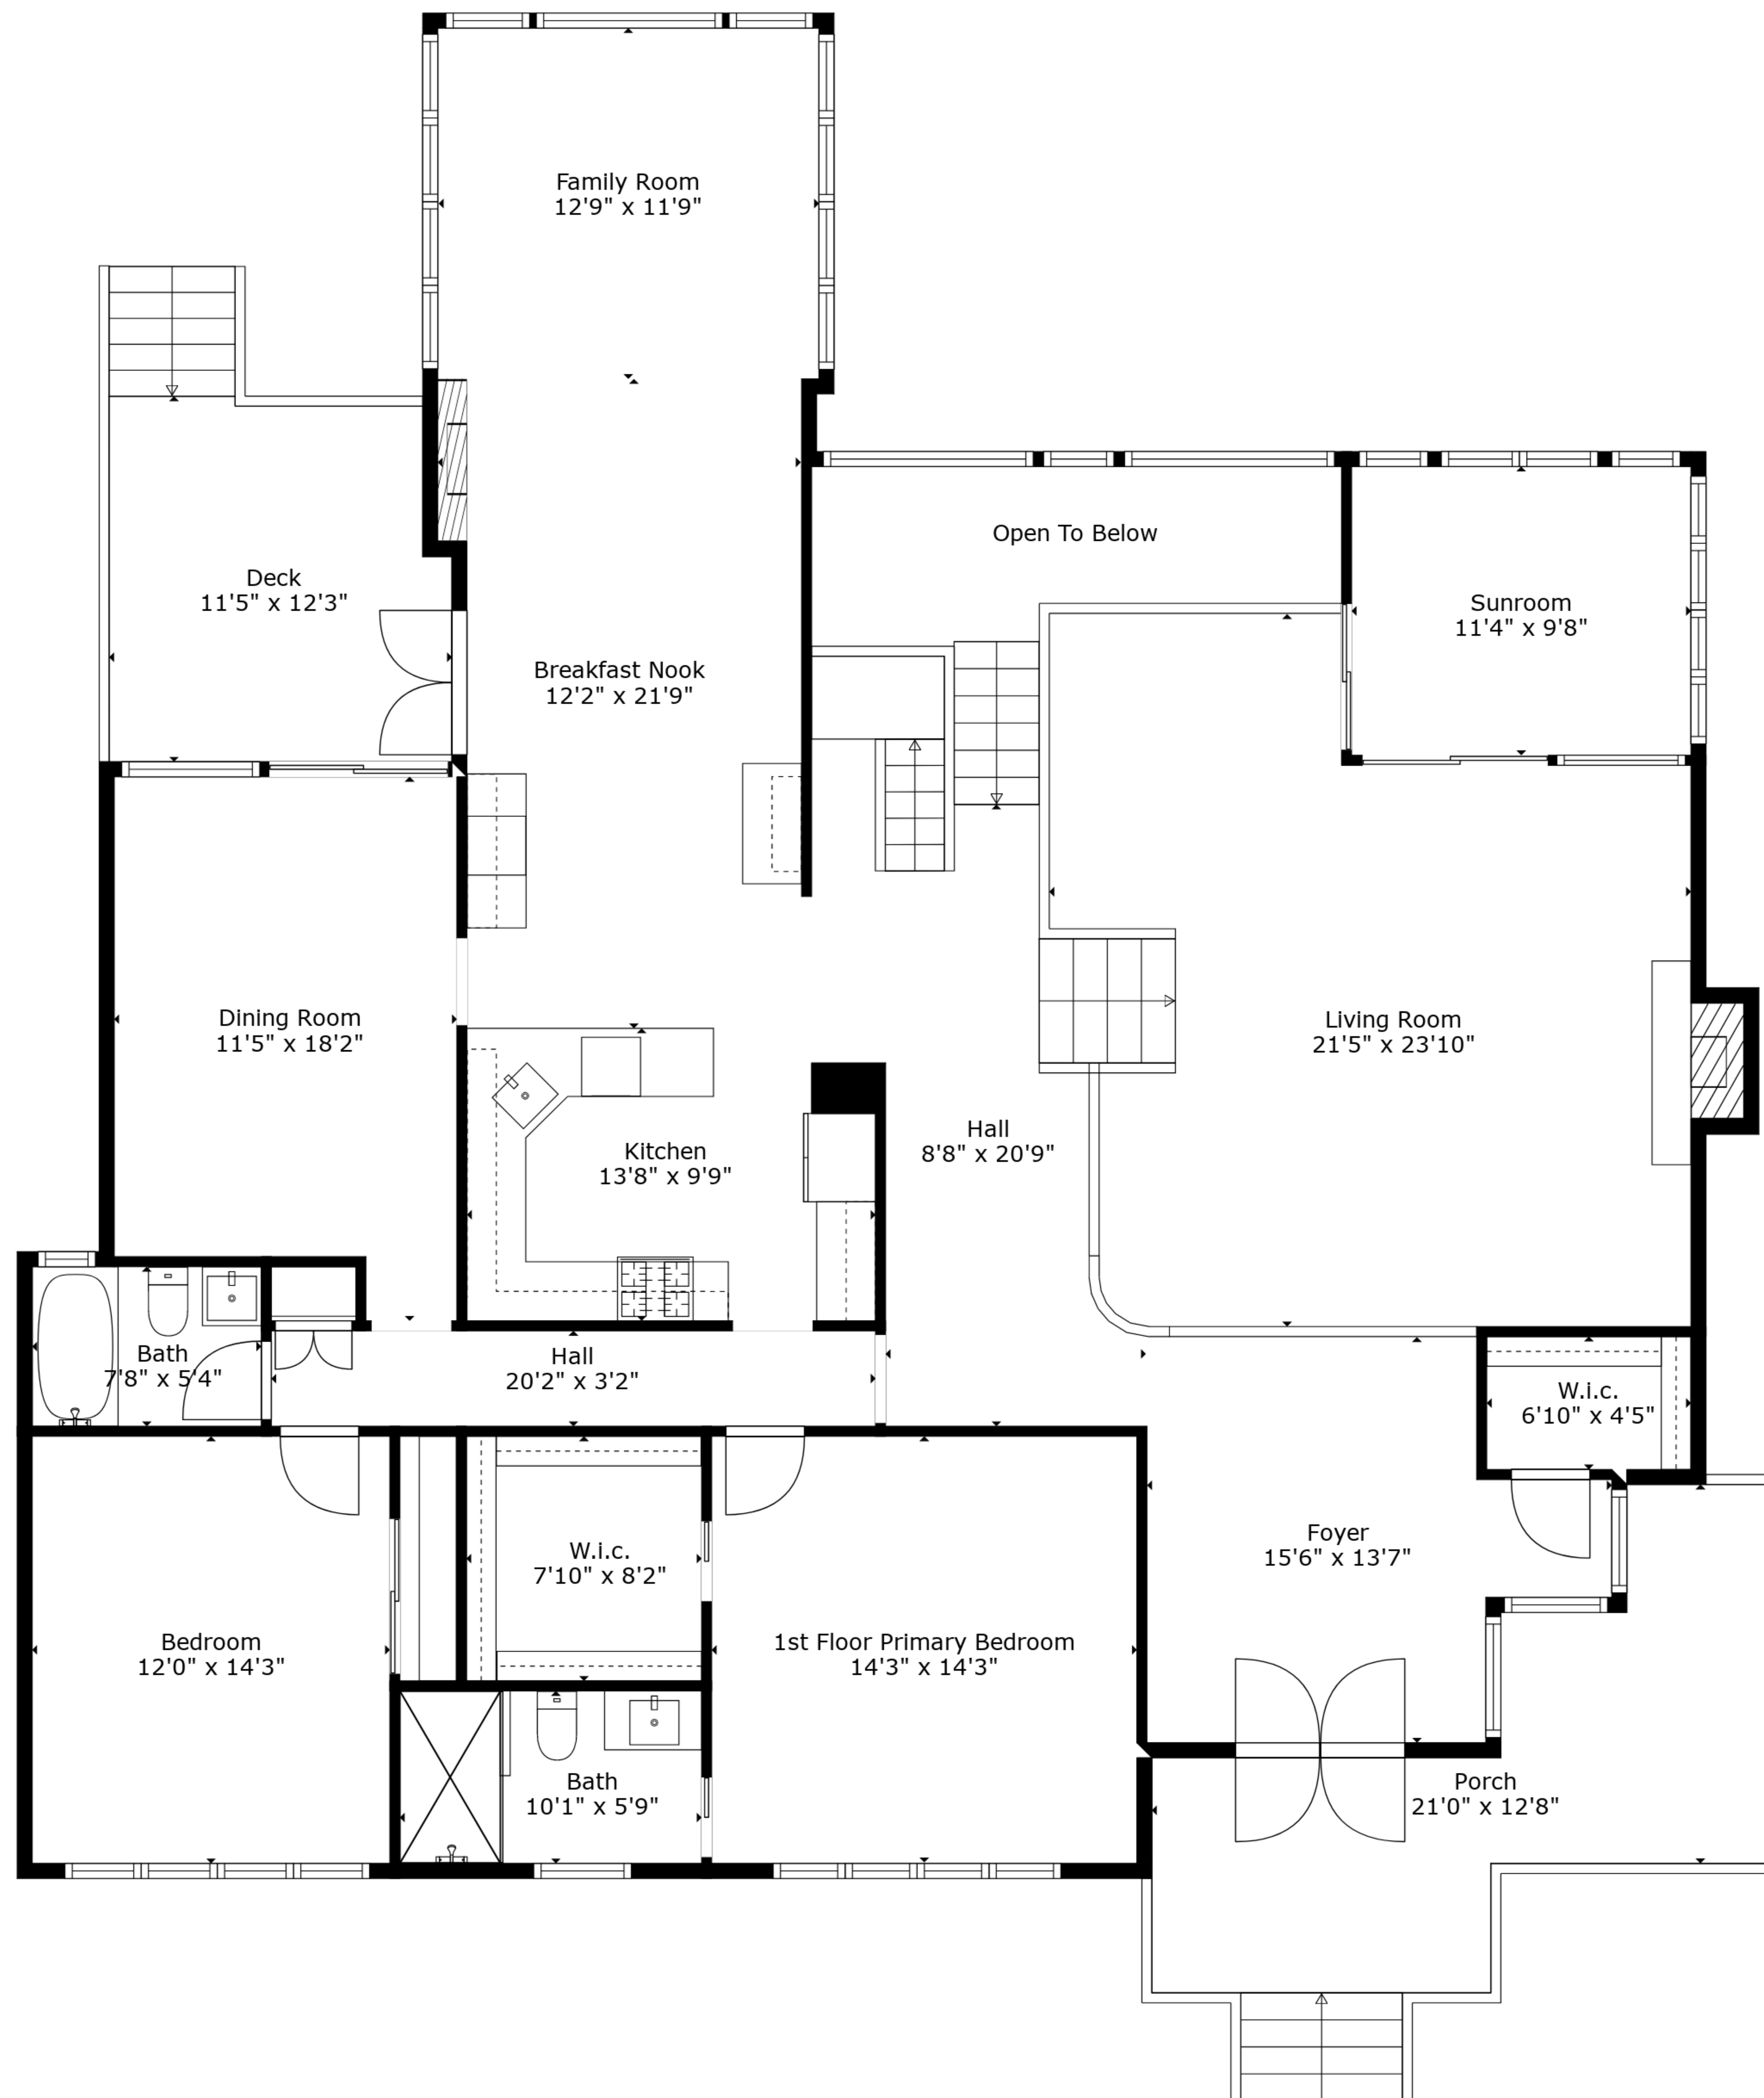 Family Room
12'9" x 11'9"
Open To Below
Deck
11'5" x 12'3"
Sunroom
11'4" x 9'8"
Breakfast Nook
12'2" x 21'9"
Dining Room
11'5" x 18'2"
Living Room
21'5" x 23'10"
Kitchen
13'8" x 9'9"
Hall
8'8" x 20'9"
Bath
7'8" x 5'4"
Hall
20'2" x 3'2"
W.i.c.
6'10" x 4'5"
Foyer
15'6" x 13'7"
W.i.c.
7'10" x 8'2"
Bedroom
12'0" x 14'3"
1st Floor Primary Bedroom
14'3" x 14'3"
Bath
10'1" x 5'9"
Porch
21'0" x 12'8"